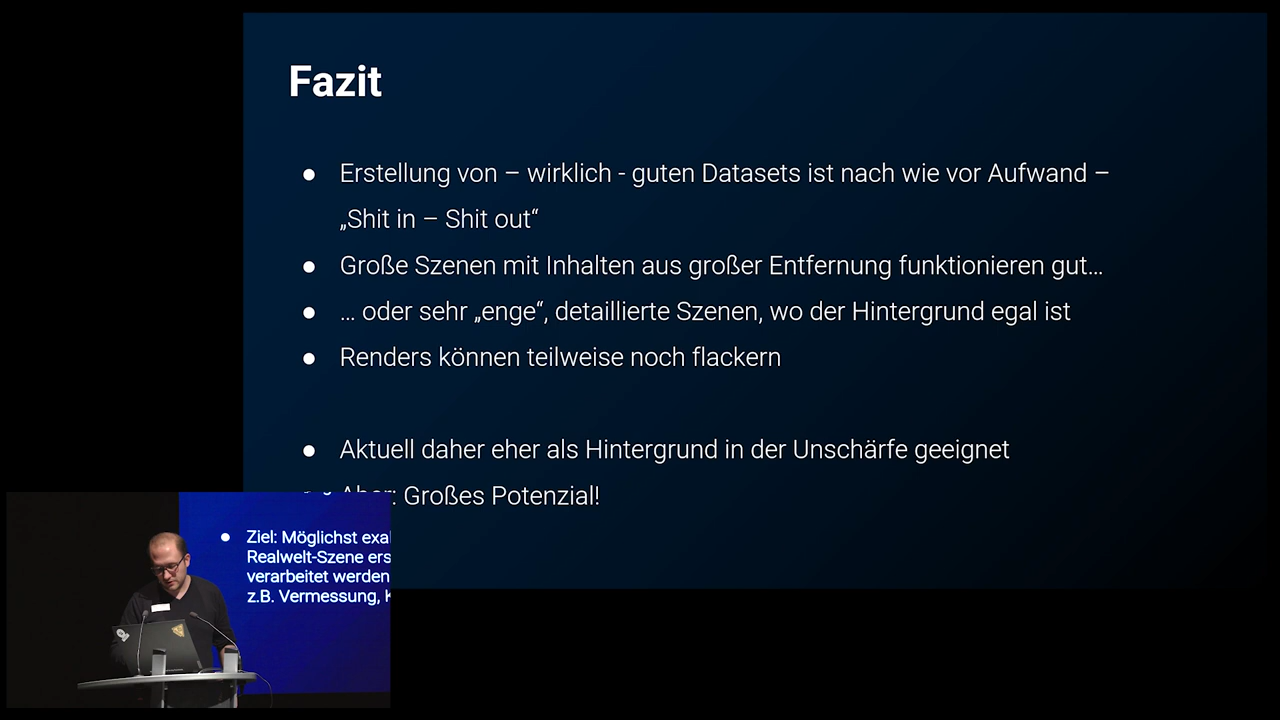 Fazit
● Erstellung von – wirklich - guten Datasets ist nach wie vor Aufwand –
„Shit in – Shit out“
● Große Szenen mit Inhalten aus großer Entfernung funktionieren gut…
● … oder sehr „enge“, detaillierte Szenen, wo der Hintergrund egal ist
● Renders können teilweise noch flackern
● Aktuell daher eher als Hintergrund in der Unschärfe geeignet
Aber: Großes Potenzial!
● Ziel: Möglichst exa
Realwelt-Szene ers
verarbeitet werden
z.B. Vermessung, K